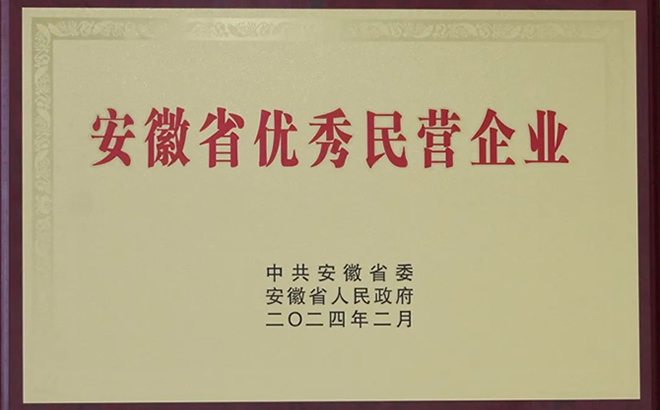 安徽省优秀民营企业
中共安徽省委
安徽省人民政府
二〇二四年二月